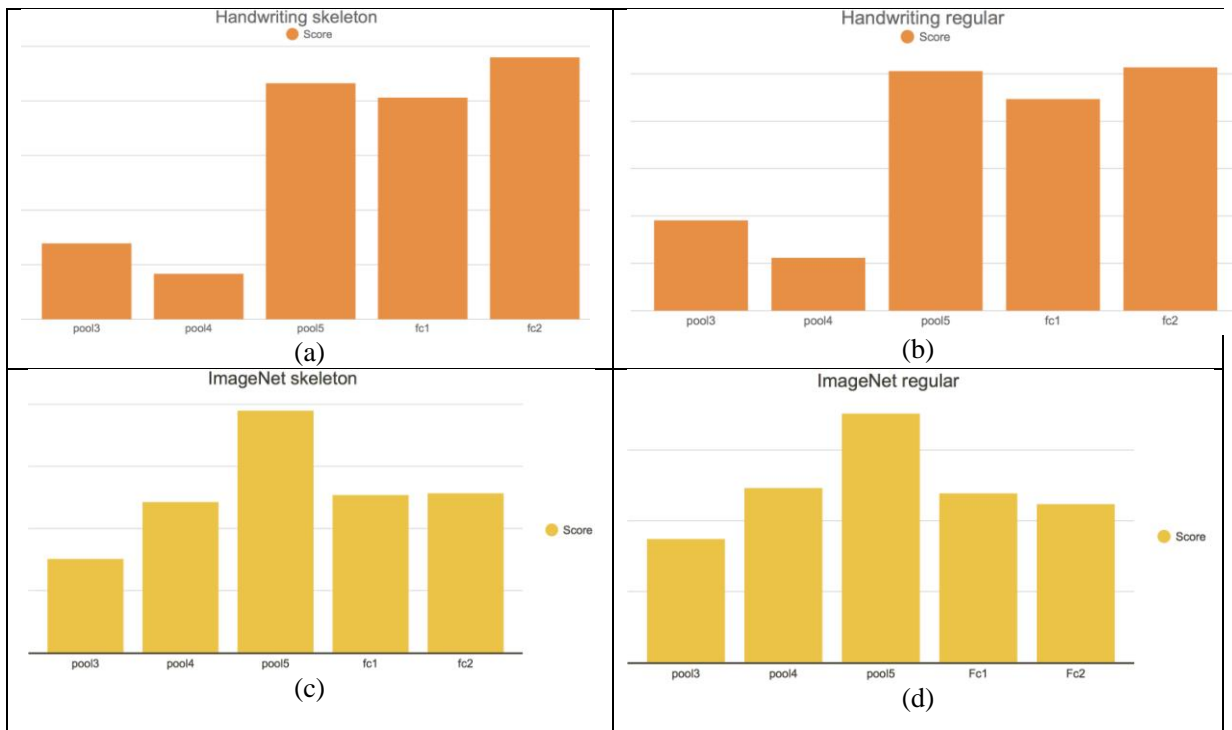 Handwriting skeleton
Score
pool3 pool4 pool5 fc1 fc2
(a)
Handwriting regular
Score
pool3 pool4 pool5 fc1 fc2
(b)
ImageNet skeleton
Score
pool3 pool4 pool5 fc1 fc2
(c)
ImageNet regular
Score
pool3 pool4 pool5 Fc1 Fc2
(d)